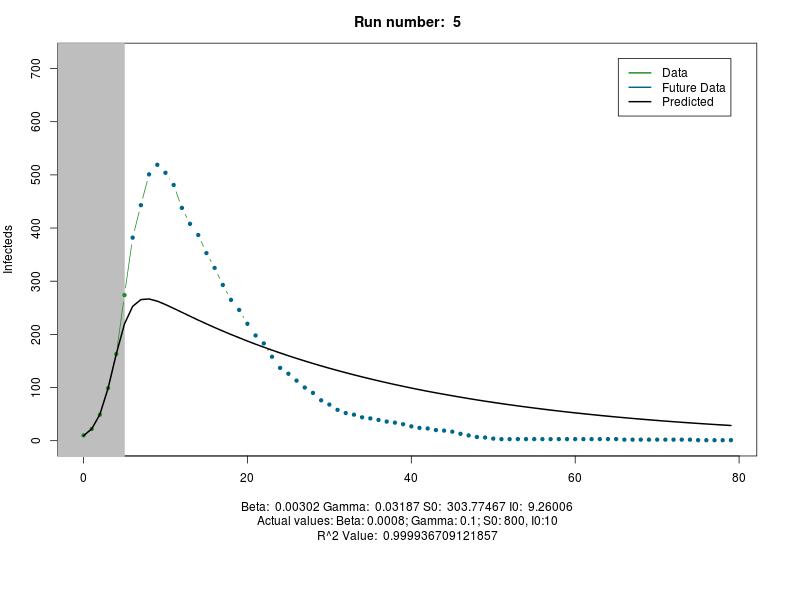 Run number:  5
Data
Future Data
Predicted
Infecteds
700
600
500
400
300
200
100
0
0 20 40 60 80
Beta: 0.00302 Gamma: 0.03187 S0: 303.77467 I0: 9.26006
Actual values: Beta: 0.0008; Gamma: 0.1; S0: 800, I0:10
R^2 Value: 0.999936709121857